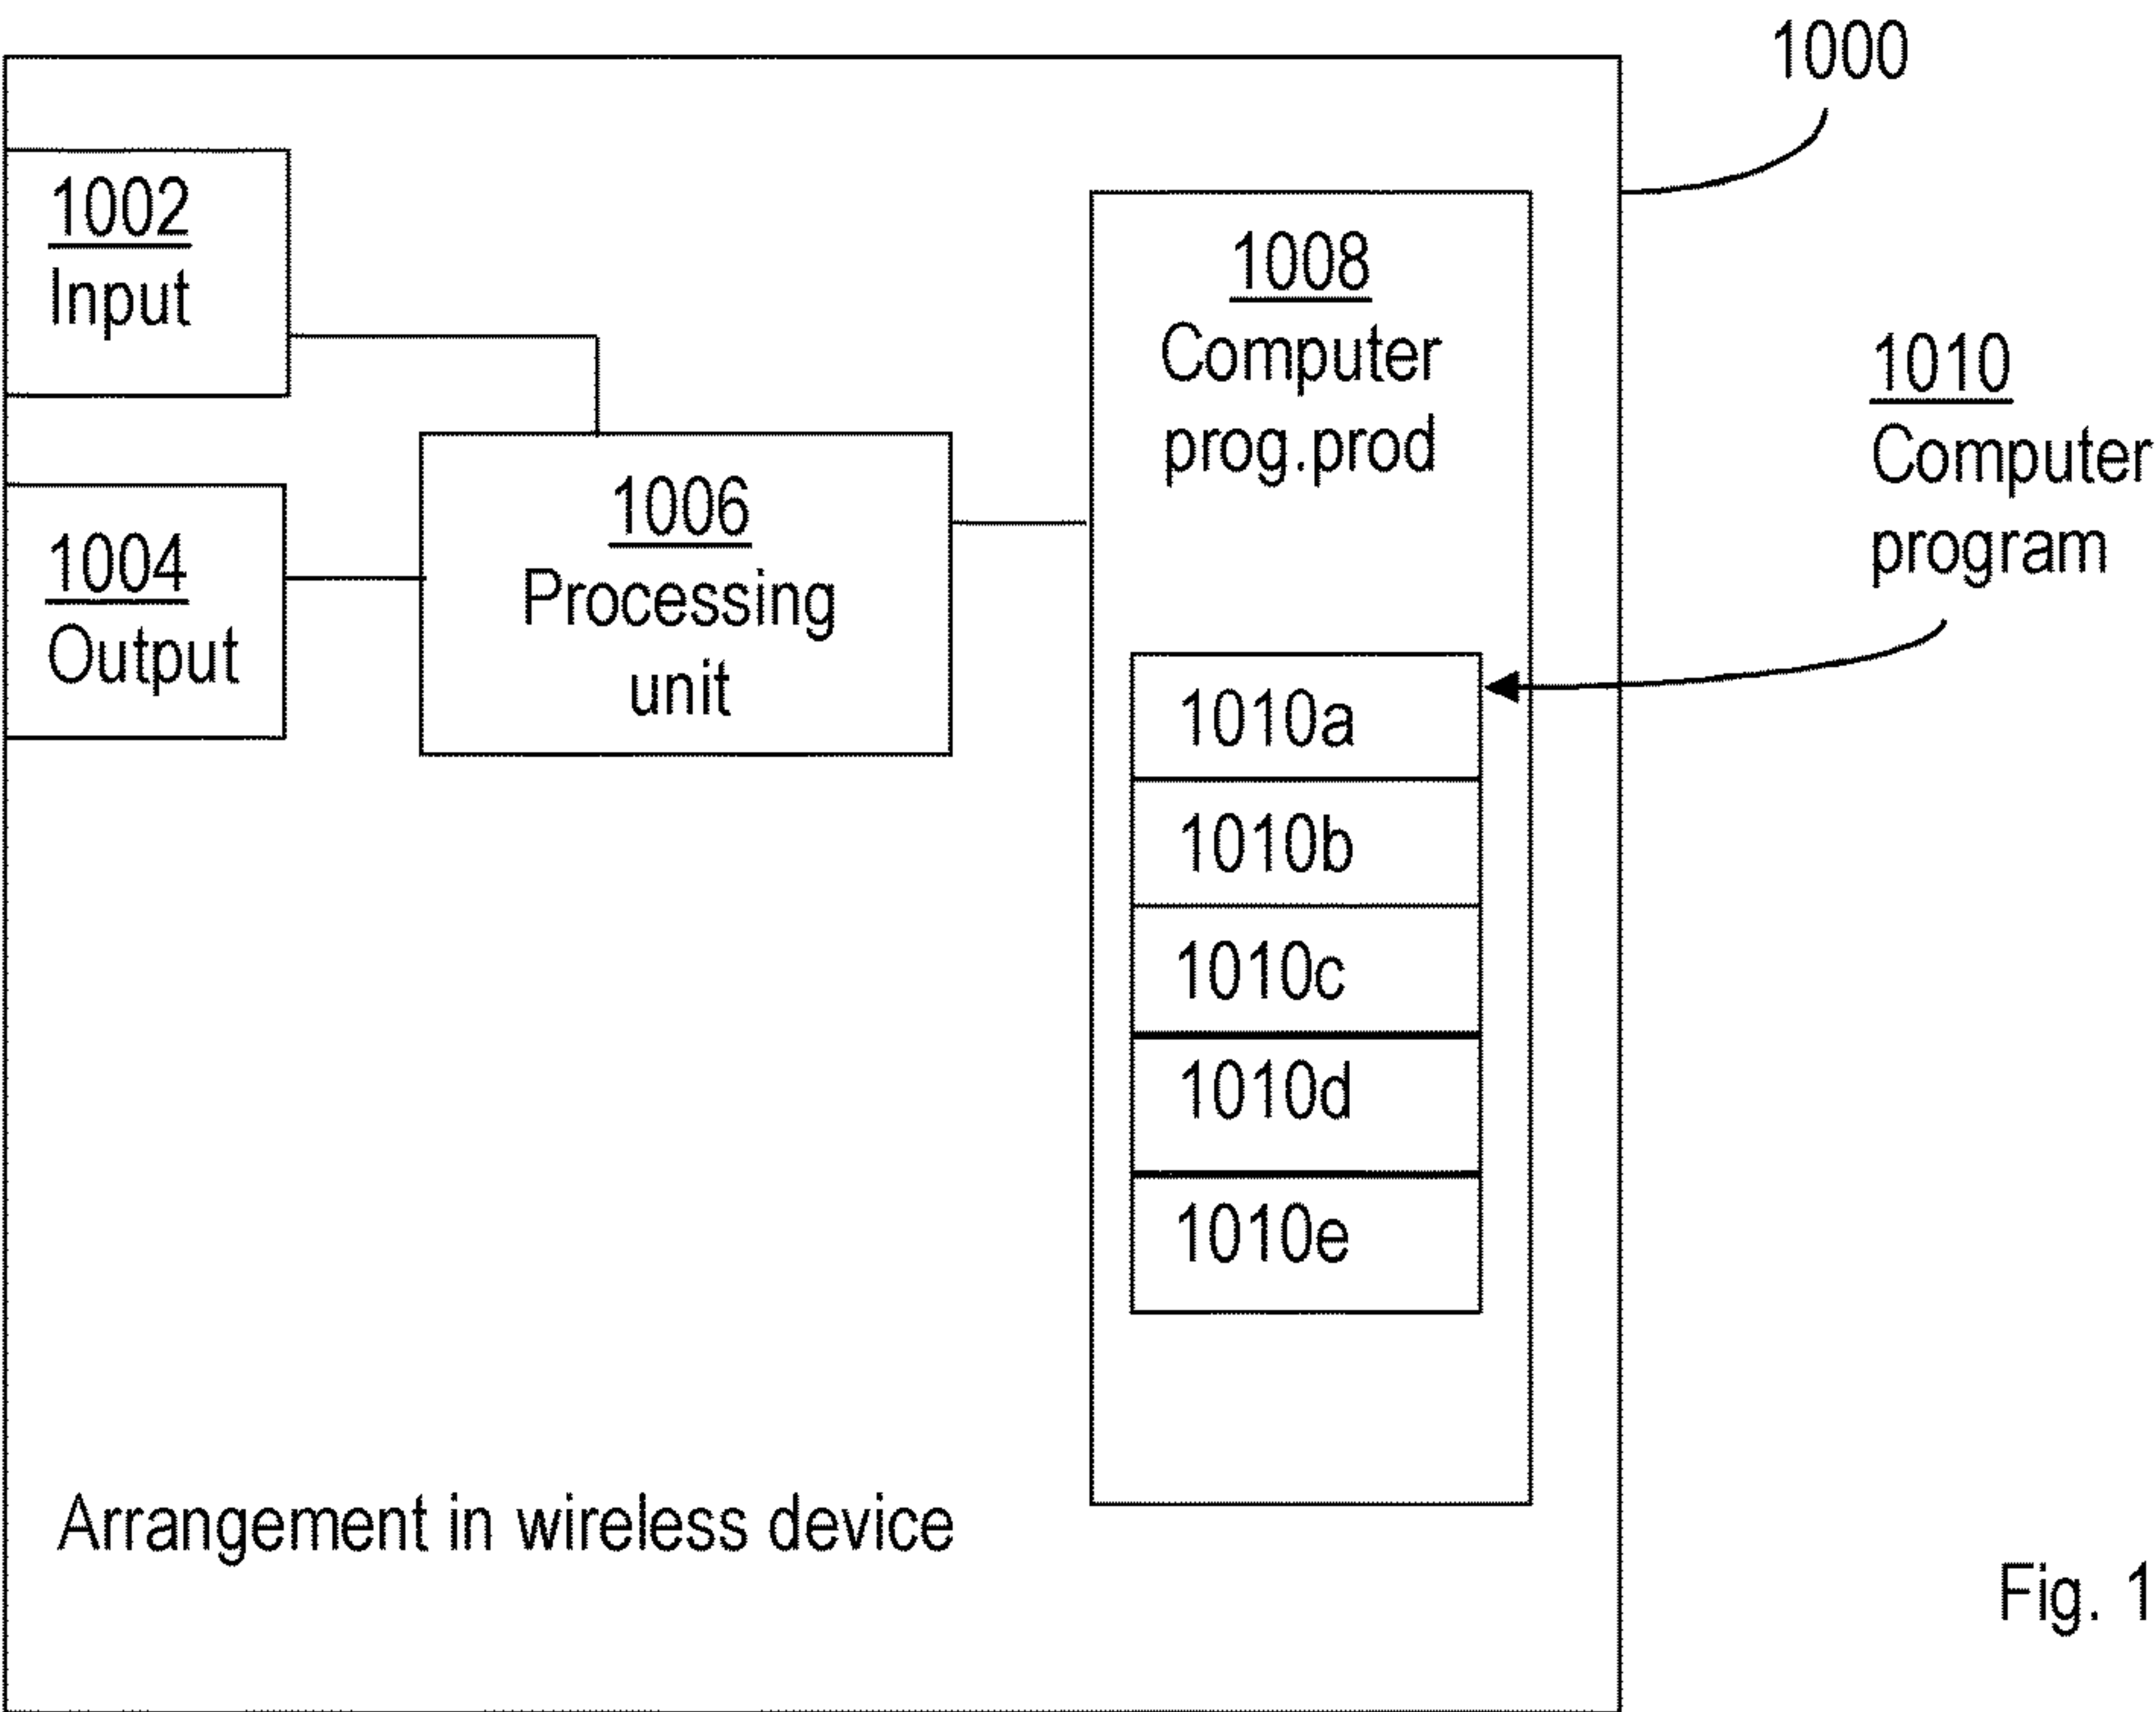 1000
1002
Input
1008
Computer
prog.prod
1010
Computer
program
1004
Output
1006
Processing
unit
1010a
1010b
1010c
1010d
1010e
Arrangement in wireless device
Fig. 1